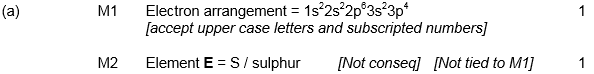 (a) M1 Electron arrangement = 1s²2s²2p⁶3s²3p⁴ 1
[accept upper case letters and subscripted numbers]
M2 Element E = S / sulphur [Not conseq] [Not tied to M1] 1